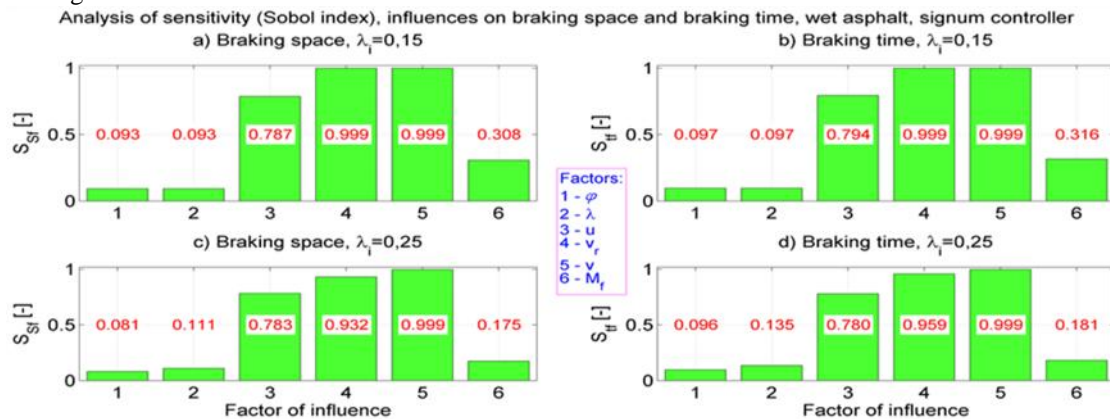 Analysis of sensitivity (Sobol index), influences on braking space and braking time, wet asphalt, signum controller
a) Braking space, λi=0,15
S_Sf [-]
1
0.5
0
0.093 0.093 0.787 0.999 0.999 0.308
1 2 3 4 5 6
b) Braking time, λi=0,15
S_tf [-]
1
0.5
0
0.097 0.097 0.794 0.999 0.999 0.316
1 2 3 4 5 6
Factors:
1 - φ
2 - λ
3 - u
4 - v_r
5 - v
6 - M_f
c) Braking space, λi=0,25
S_Sf [-]
1
0.5
0
0.081 0.111 0.783 0.932 0.999 0.175
1 2 3 4 5 6
Factor of influence
d) Braking time, λi=0,25
S_tf [-]
1
0.5
0
0.096 0.135 0.780 0.959 0.999 0.181
1 2 3 4 5 6
Factor of influence